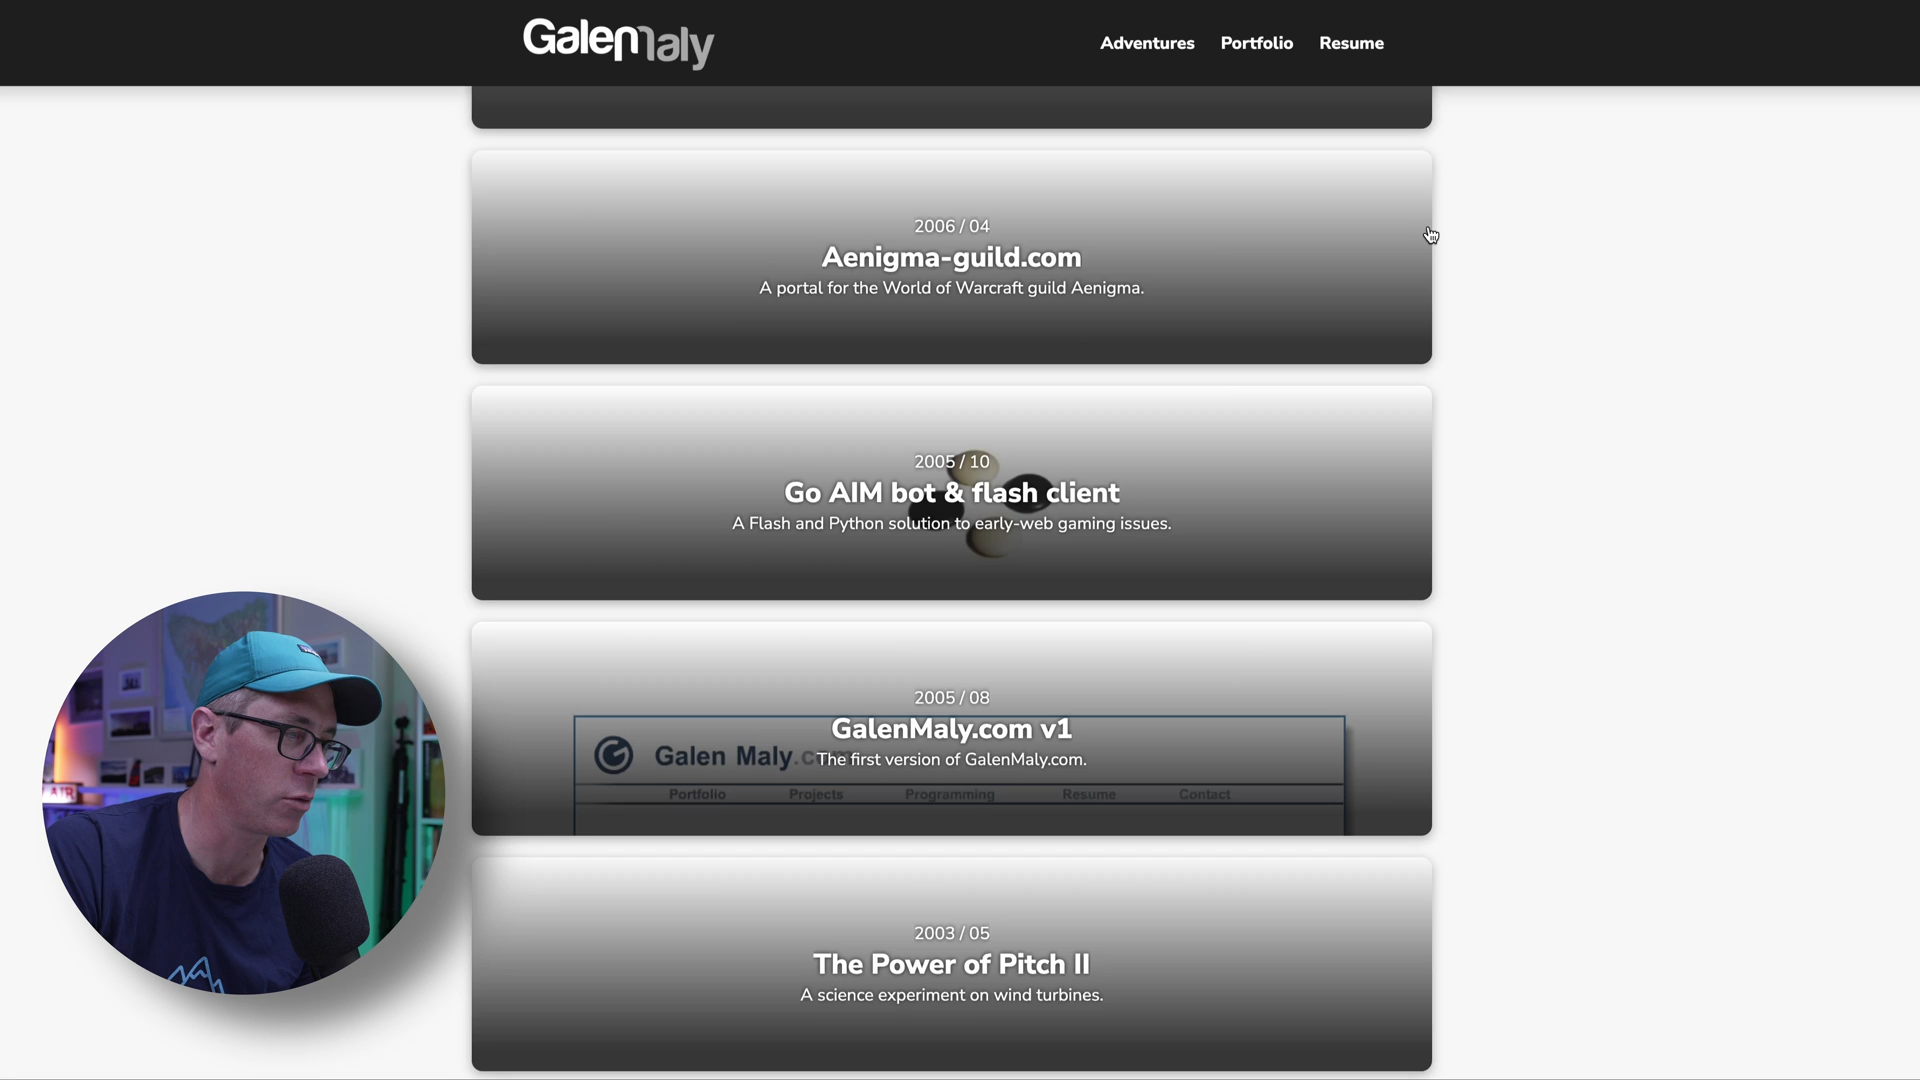 GalenMaly
Adventures Portfolio Resume
2006 / 04
Aenigma-guild.com
A portal for the World of Warcraft guild Aenigma.
2005 / 10
Go AIM bot & flash client
A Flash and Python solution to early-web gaming issues.
2005 / 08
GalenMaly.com v1
Galen Maly.c
The first version of GalenMaly.com.
Portfolio Projects Programming Resume Contact
AIR
2003 / 05
The Power of Pitch II
A science experiment on wind turbines.